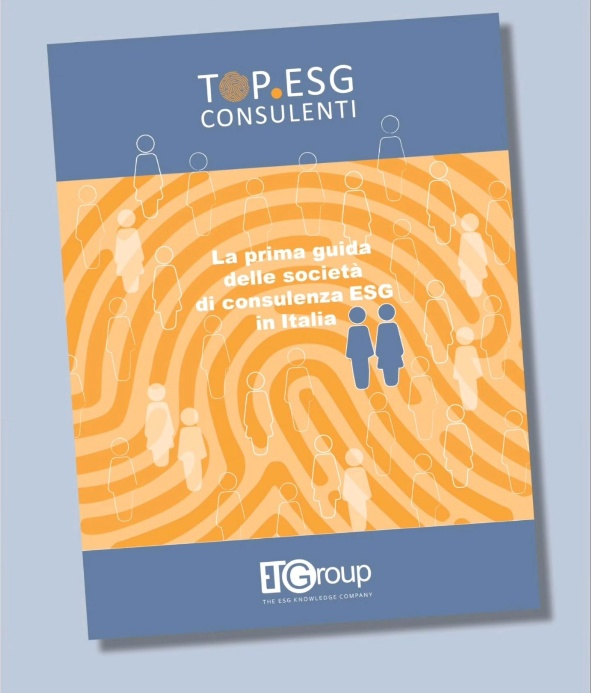 TOP.ESG
CONSULENTI
La prima guida
delle società
di consulenza ESG
in Italia
ETGroup
THE ESG KNOWLEDGE COMPANY